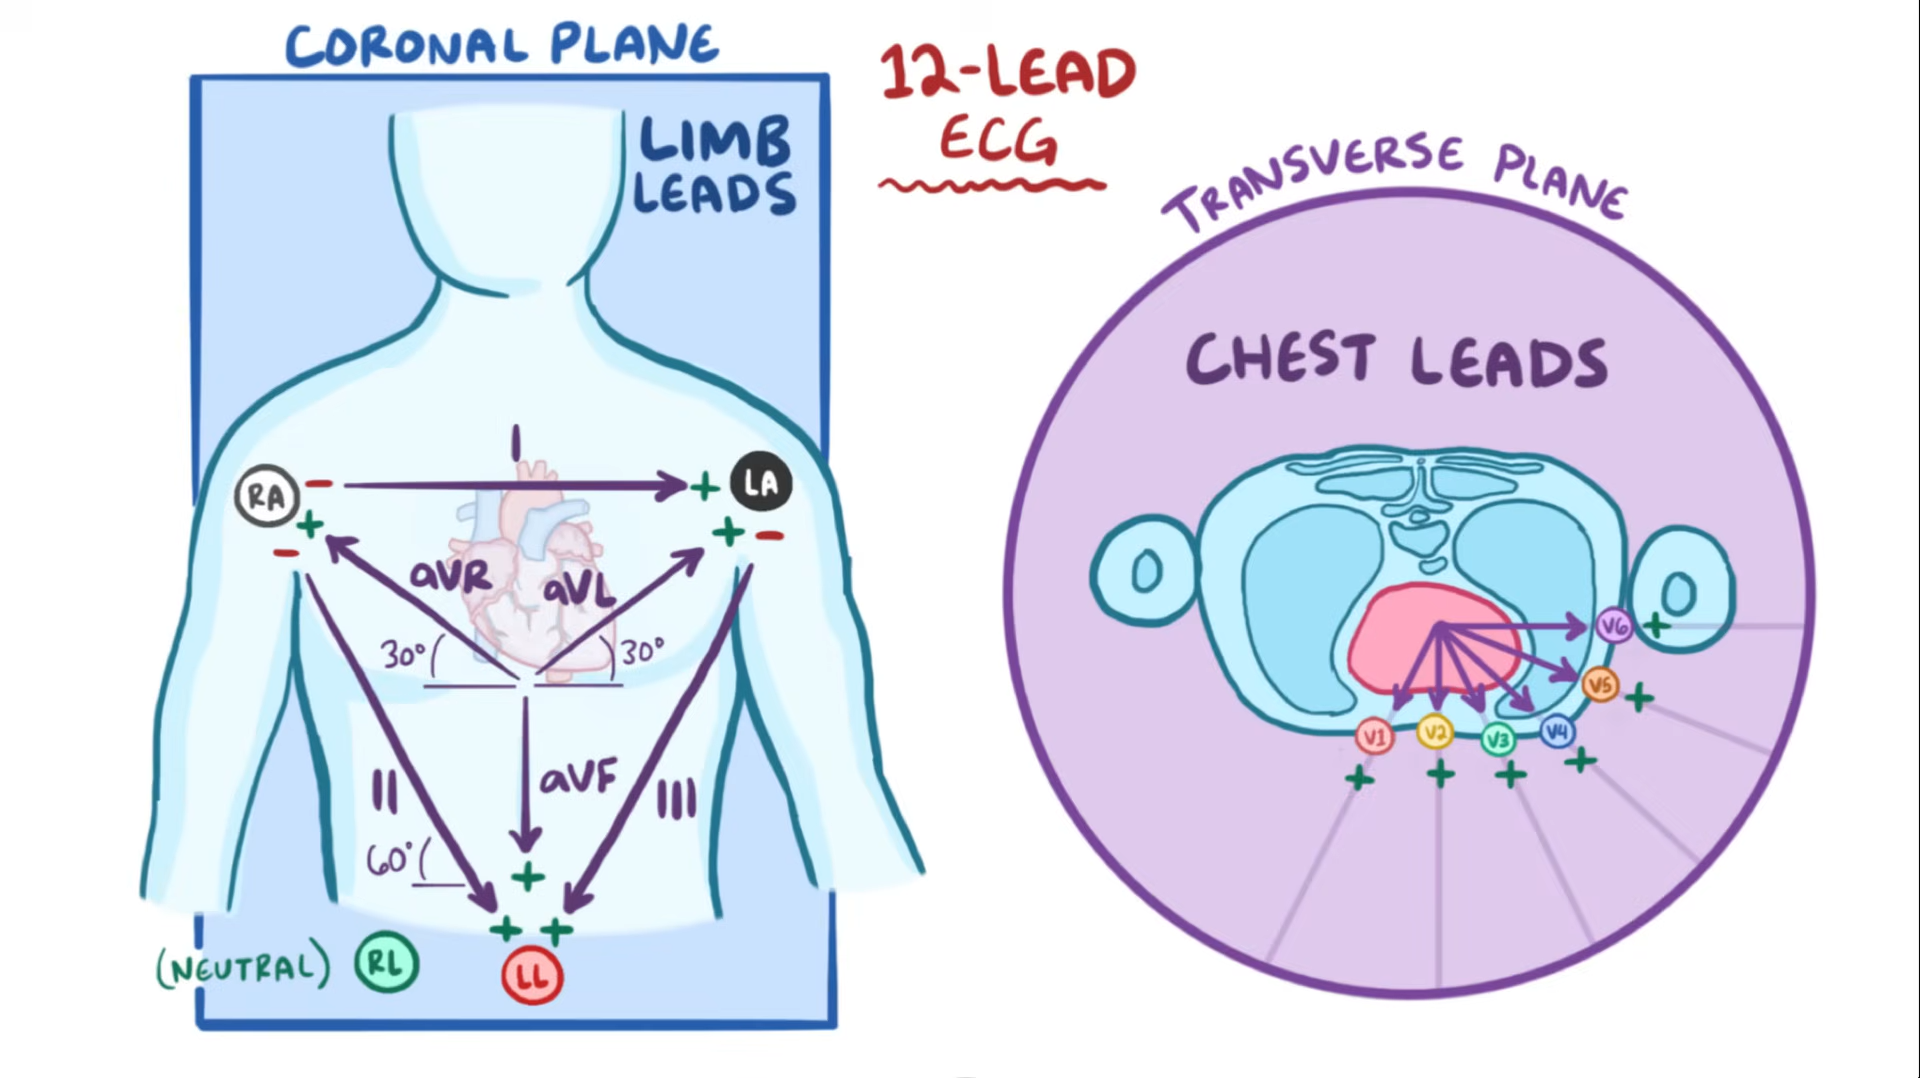 CORONAL PLANE
LIMB
LEADS
12-LEAD
ECG
TRANSVERSE PLANE
CHEST LEADS
I
RA
-
+
LA
+
-
+
-
aVR
aVL
30°
30°
II
aVF
III
60°
+
+
+
(NEUTRAL)
RL
LL
V6
+
V5
+
V1
V2
V3
V4
+
+
+
+